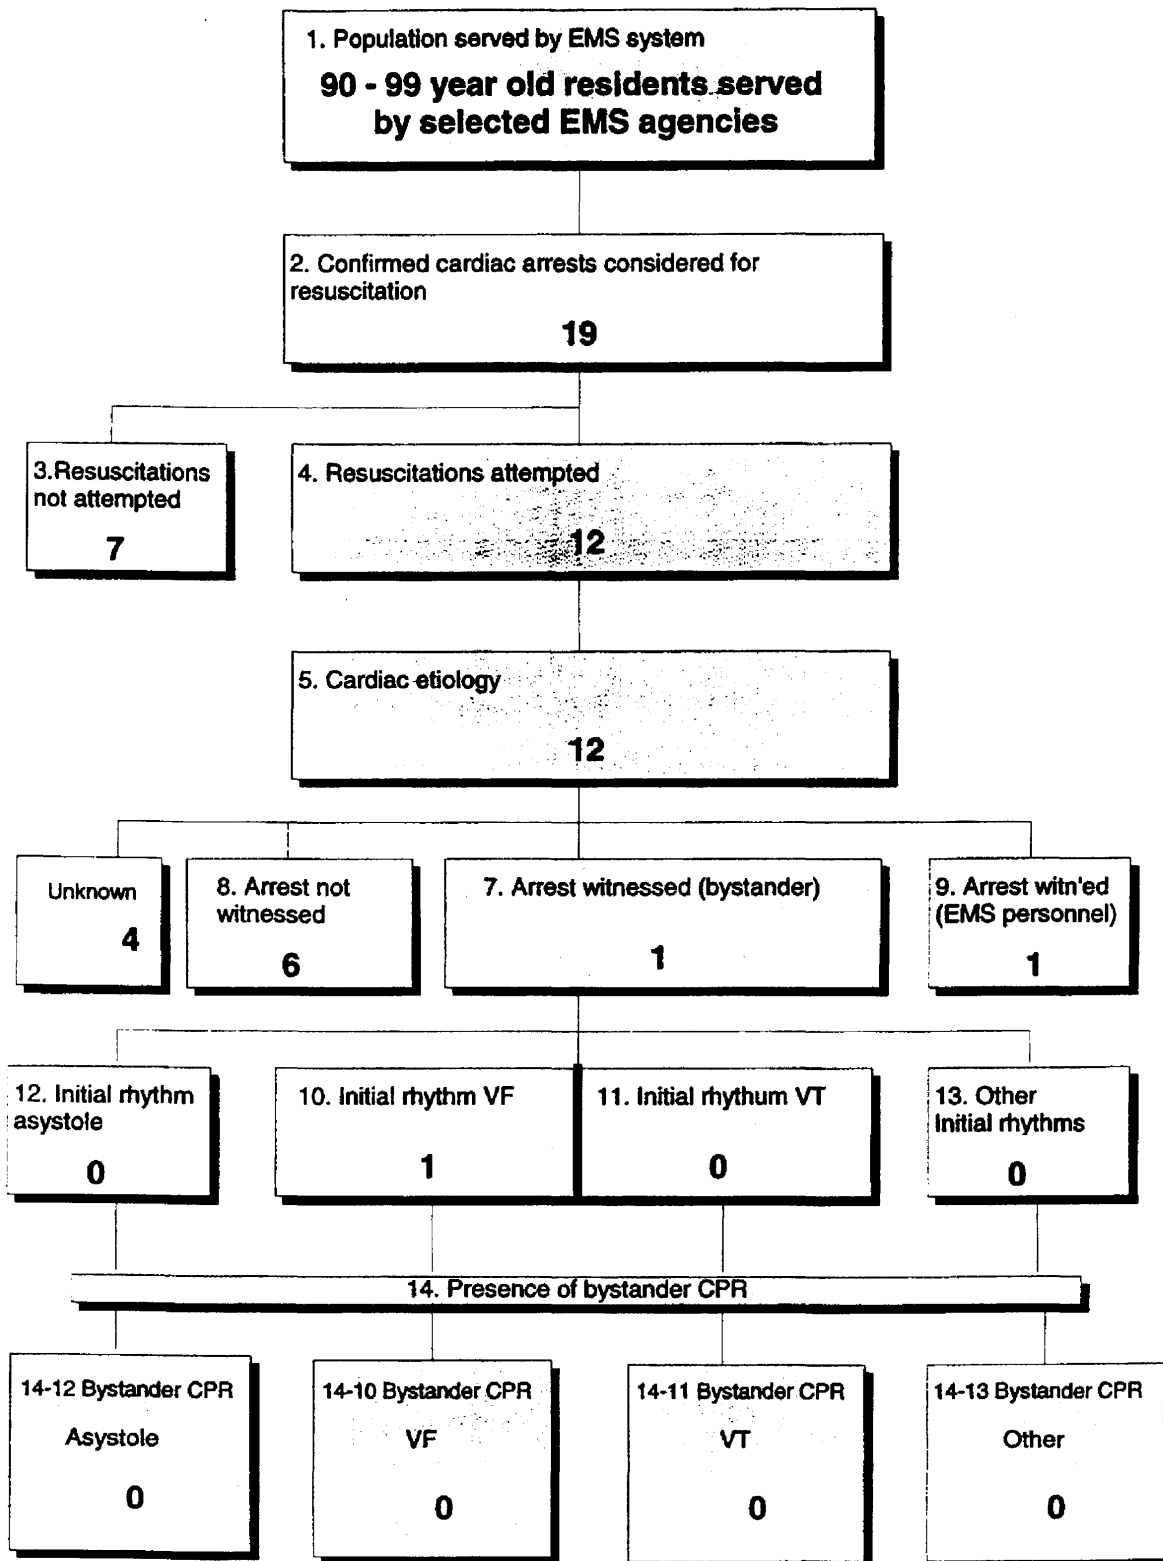 1. Population served by EMS system
90 - 99 year old residents served
by selected EMS agencies
2. Confirmed cardiac arrests considered for
resuscitation
19
3.Resuscitations
not attempted
7
4. Resuscitations attempted
12
5. Cardiac etiology
12
Unknown
4
8. Arrest not
witnessed
6
7. Arrest witnessed (bystander)
1
9. Arrest witn'ed
(EMS personnel)
1
12. Initial rhythm
asystole
0
10. Initial rhythm VF
1
11. Initial rhythum VT
0
13. Other
Initial rhythms
0
14. Presence of bystander CPR
14-12 Bystander CPR
Asystole
0
14-10 Bystander CPR
VF
0
14-11 Bystander CPR
VT
0
14-13 Bystander CPR
Other
0